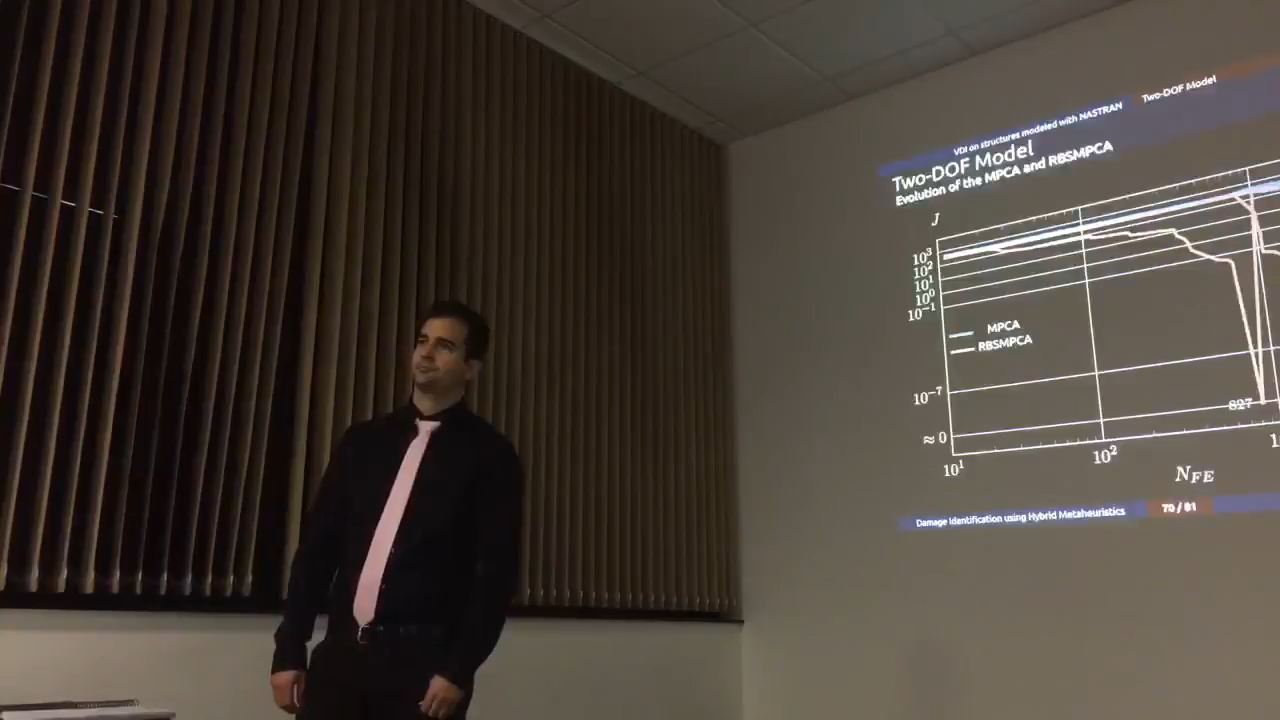 VDI on structures modeled with NASTRAN Two-DOF Model
Two-DOF Model
Evolution of the MPCA and RBSMPCA
J
10³
10²
10¹
10⁰
10⁻¹
MPCA
RBSMPCA
10⁻⁷
827
≈ 0
10¹
10²
N_FE
Damage Identification using Hybrid Metaheuristics 70 / 81